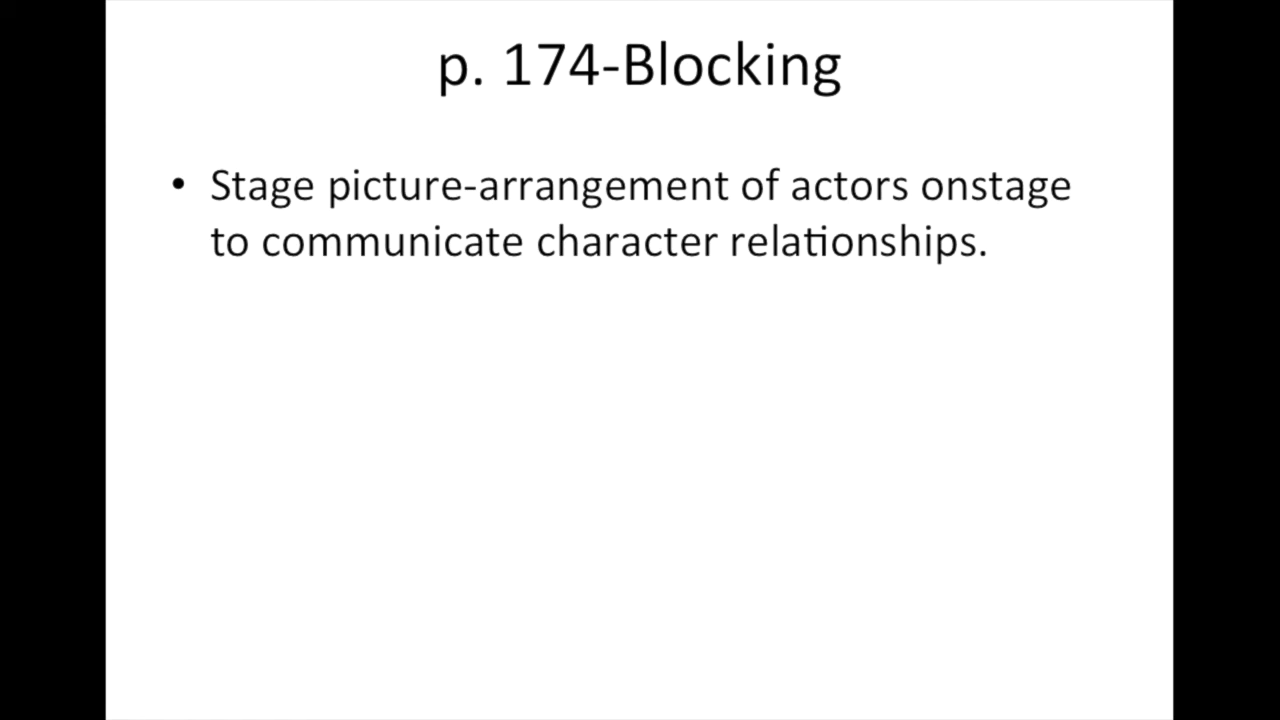 p. 174-Blocking
• Stage picture-arrangement of actors onstage
to communicate character relationships.